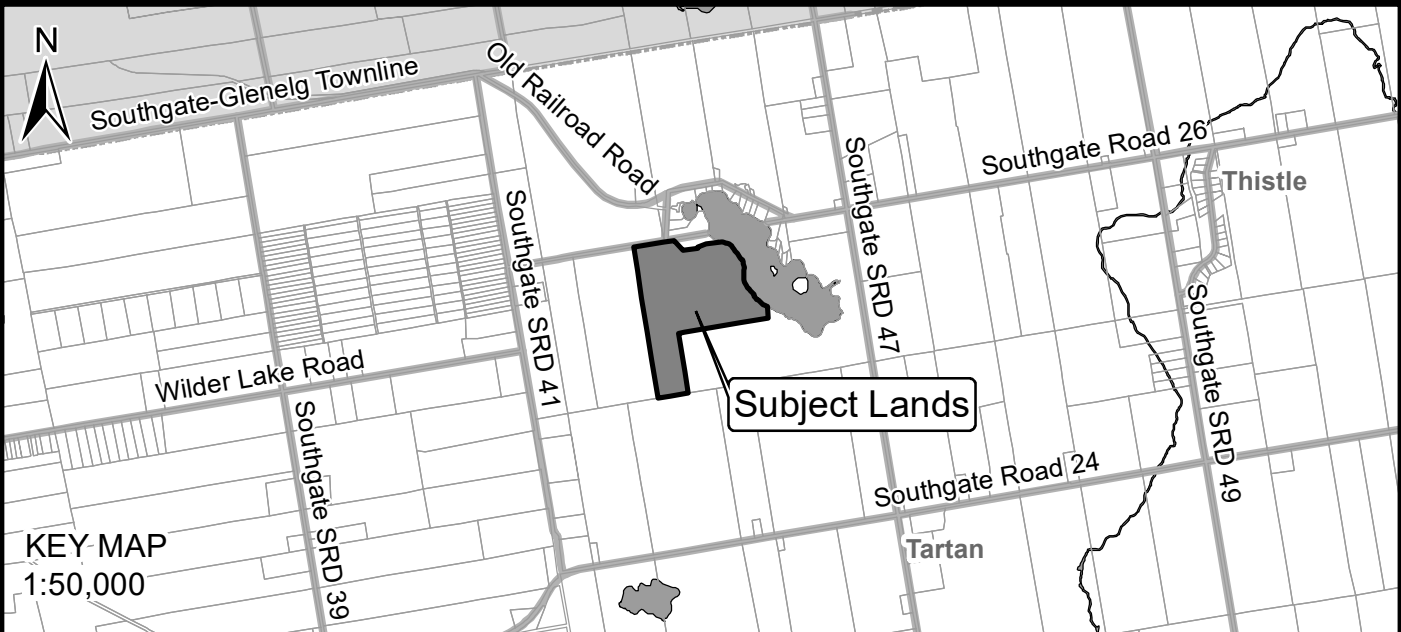 N
Southgate-Glenelg Townline
Old Railroad Road
Southgate Road 26
Thistle
Southgate SRD 41
Southgate SRD 47
Southgate SRD 49
Wilder Lake Road
Subject Lands
Southgate SRD 39
Southgate Road 24
Tartan
KEY MAP
1:50,000